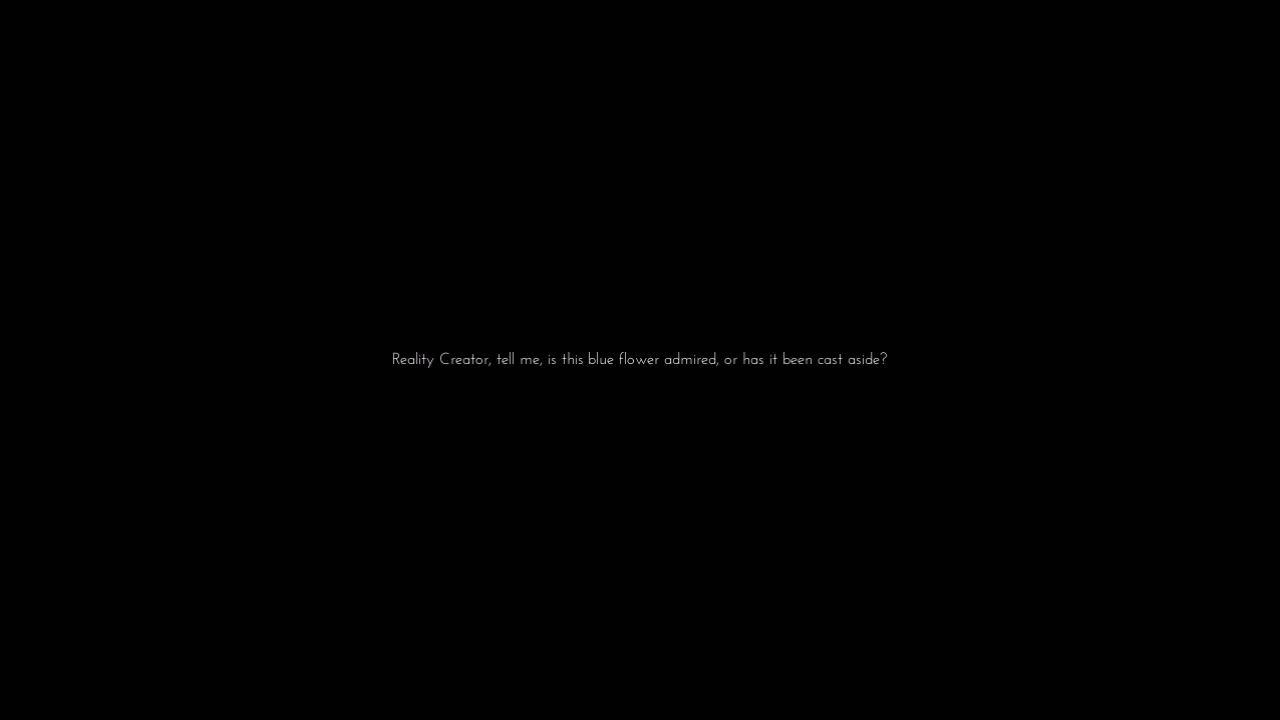 Reality Creator, tell me, is this blue flower admired, or has it been cast aside?